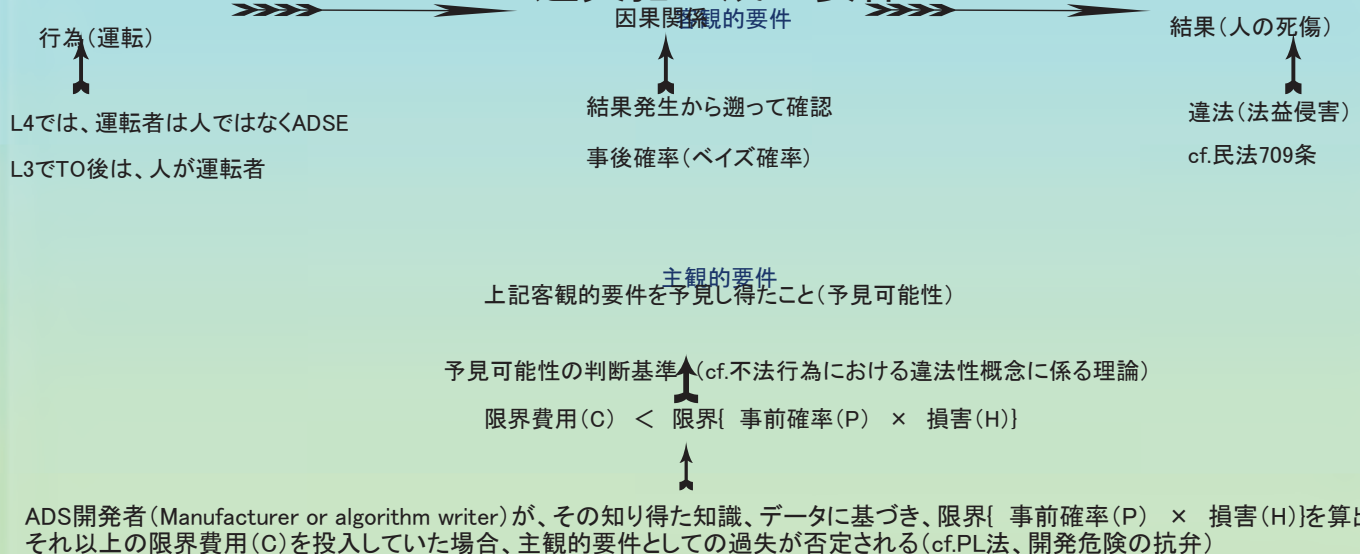 因果関係
客観的要件
行為(運転)
結果(人の死傷)
L4では、運転者は人ではなくADSE
L3でTO後は、人が運転者
結果発生から遡って確認
事後確率(ベイズ確率)
違法(法益侵害)
cf.民法709条
主観的要件
上記客観的要件を予見し得たこと(予見可能性)
予見可能性の判断基準 (cf.不法行為における違法性概念に係る理論)
限界費用(C) < 限界{ 事前確率(P) × 損害(H)}
ADS開発者(Manufacturer or algorithm writer)が、その知り得た知識、データに基づき、限界{ 事前確率(P) × 損害(H)}を算出
それ以上の限界費用(C)を投入していた場合、主観的要件としての過失が否定される(cf.PL法、開発危険の抗弁)